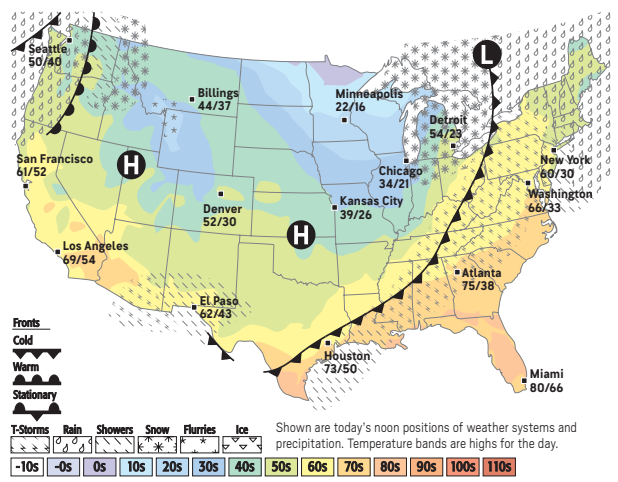 Seattle
50/40
Billings
44/37
Minneapolis
22/16
L
Detroit
54/23
San Francisco
61/52
H
Chicago
34/21
New York
60/30
Washington
66/33
Denver
52/30
Kansas City
39/26
H
Los Angeles
69/54
Atlanta
75/38
El Paso
62/43
Houston
73/50
Miami
80/66
Fronts
Cold
Warm
Stationary
T-Storms Rain Showers Snow Flurries Ice
Shown are today's noon positions of weather systems and
precipitation. Temperature bands are highs for the day.
-10s -0s 0s 10s 20s 30s 40s 50s 60s 70s 80s 90s 100s 110s